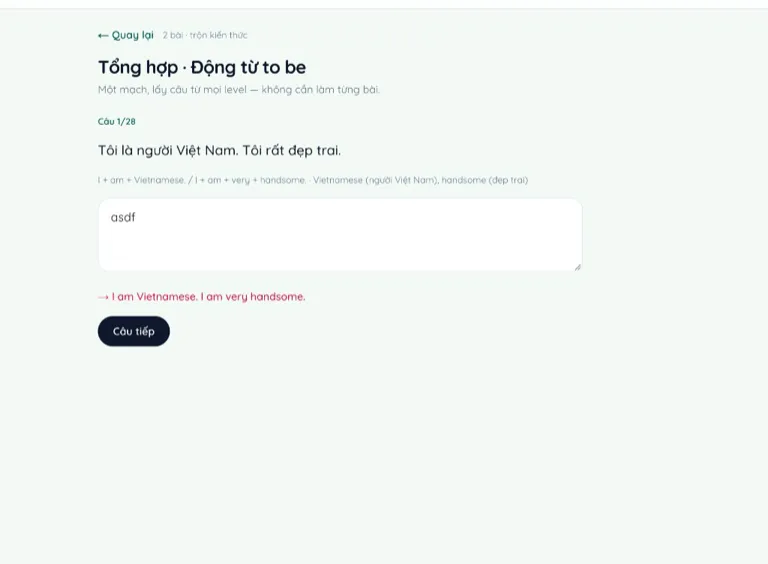 ← Quay lại 2 bài · trộn kiến thức
Tổng hợp · Động từ to be
Một mạch, lấy câu từ mọi level — không cần làm từng bài.
Câu 1/28
Tôi là người Việt Nam. Tôi rất đẹp trai.
I + am + Vietnamese. / I + am + very + handsome. · Vietnamese (người Việt Nam), handsome (đẹp trai)
asdf
→ I am Vietnamese. I am very handsome.
Câu tiếp